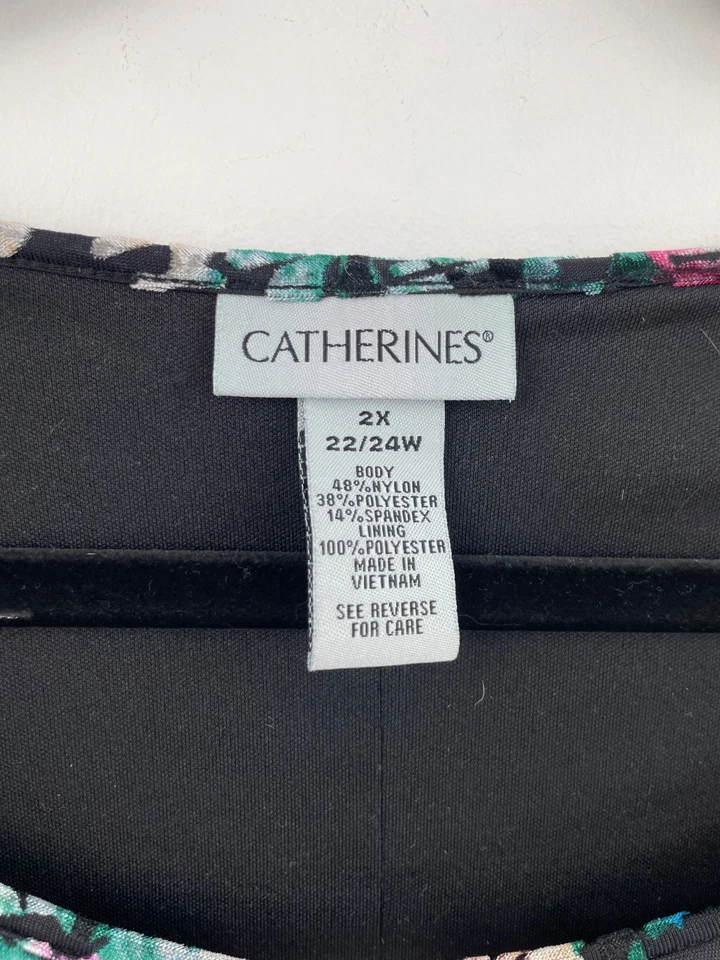 CATHERINES®
2X
22/24W
BODY
48%NYLON
38%POLYESTER
14%SPANDEX
LINING
100%POLYESTER
MADE IN
VIETNAM
SEE REVERSE
FOR CARE